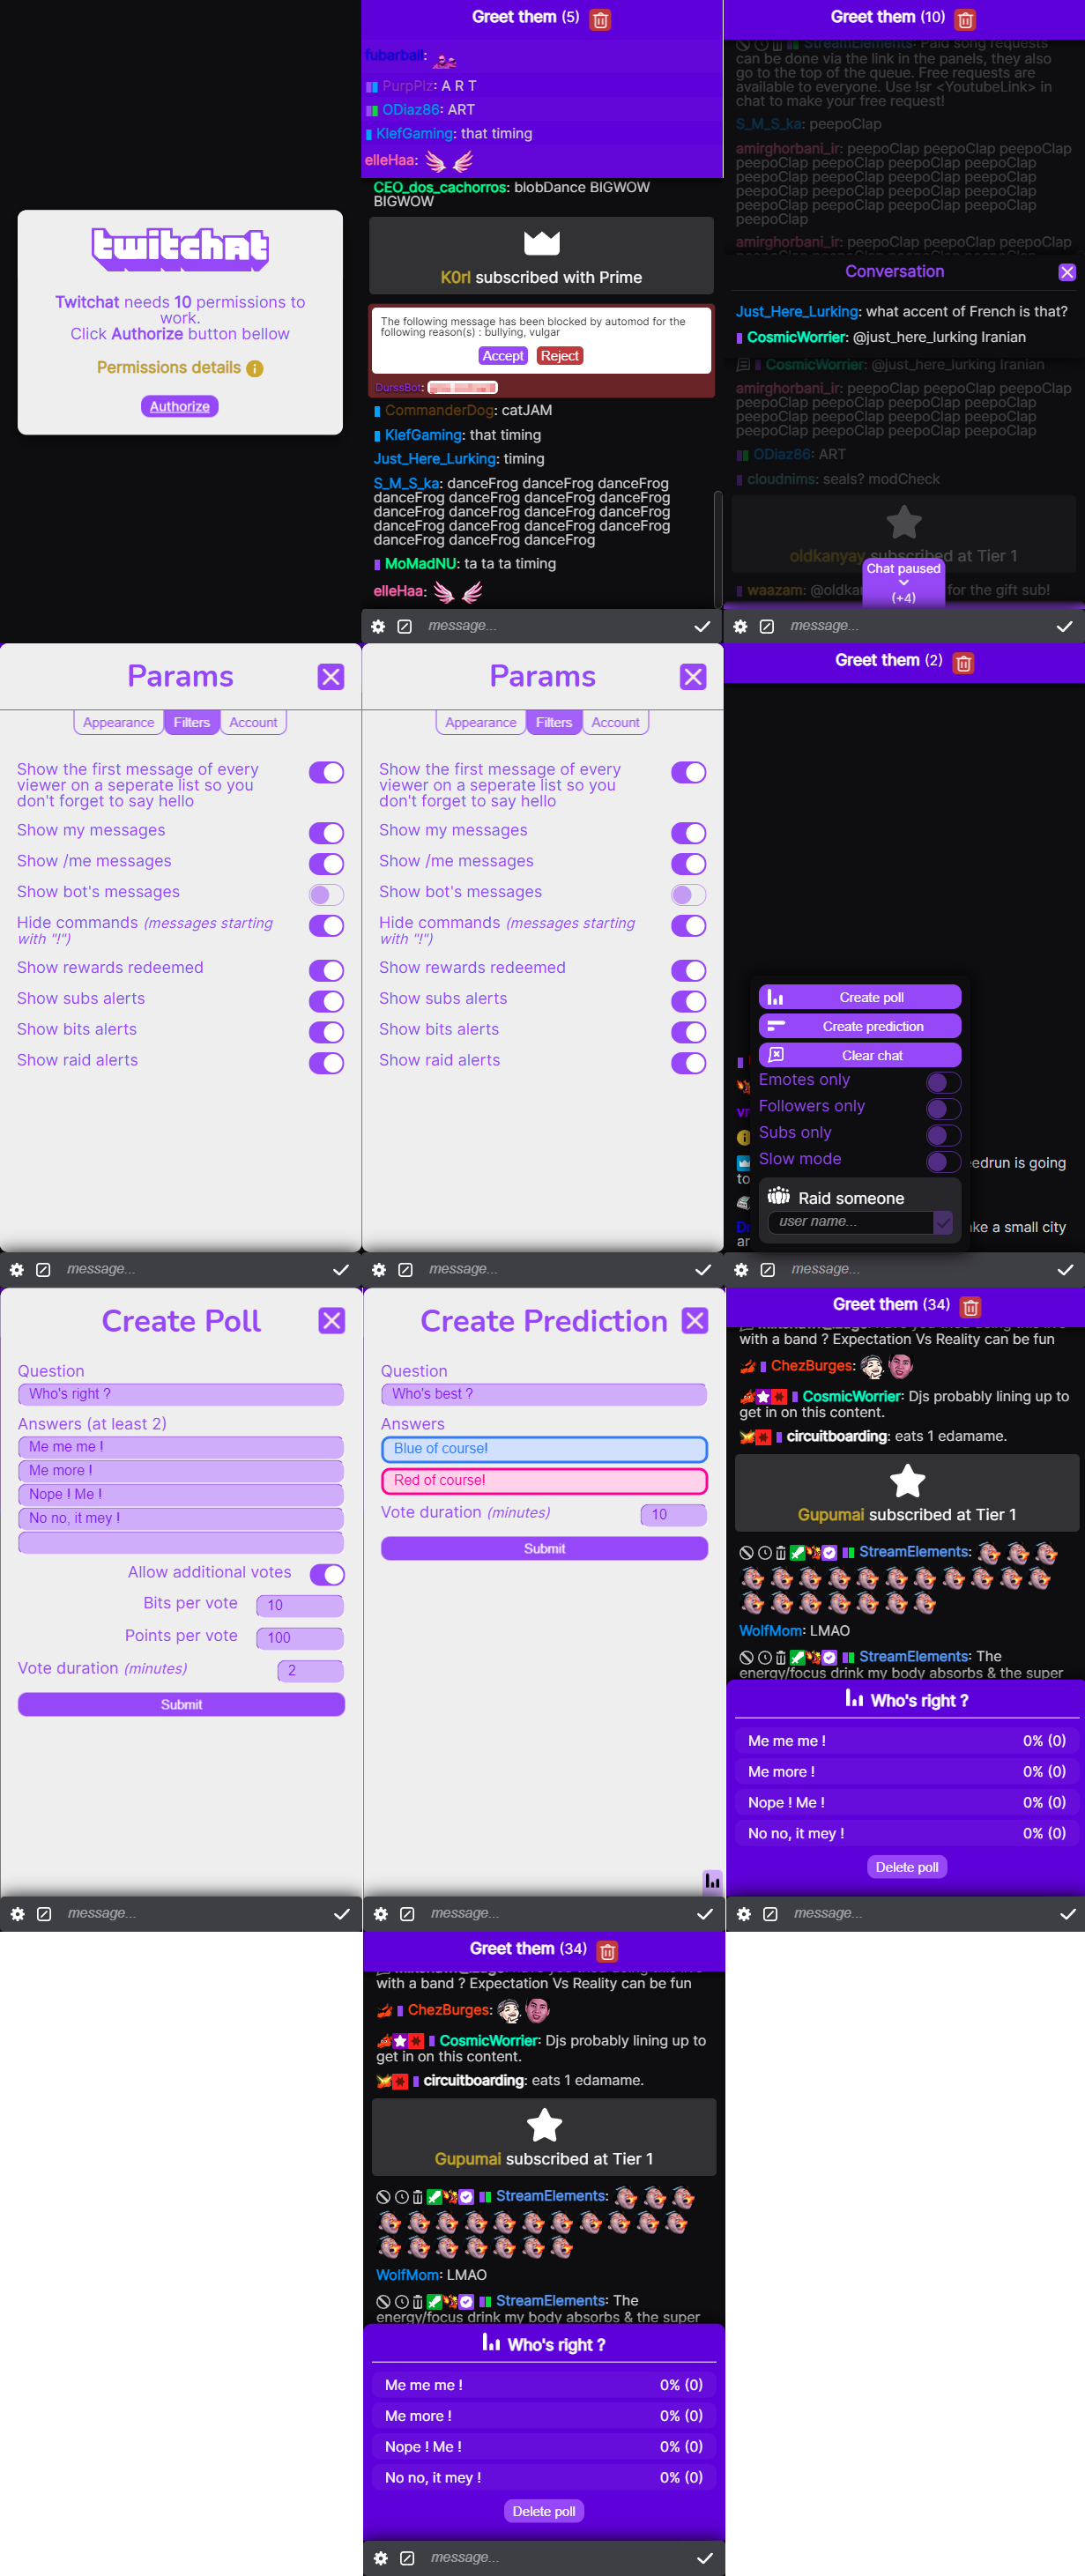 twitchat
Twitchat needs 10 permissions to
work.
Click Authorize button bellow
Permissions details
Authorize
Greet them (5)
fubarball:
PurpPlz: A R T
ODiaz86: ART
KlefGaming: that timing
elleHaa:
CEO_dos_cachorros: blobDance BIGWOW
BIGWOW
K0rl subscribed with Prime
The following message has been blocked by automod for the
following reason(s) : bullying, vulgar
Accept Reject
DurssBot:
CommanderDog: catJAM
KlefGaming: that timing
Just_Here_Lurking: timing
S_M_S_ka: danceFrog danceFrog danceFrog
danceFrog danceFrog danceFrog danceFrog
danceFrog danceFrog danceFrog danceFrog
danceFrog danceFrog danceFrog danceFrog
danceFrog danceFrog danceFrog
MoMadNU: ta ta ta timing
elleHaa:
message...
Greet them (10)
StreamElements: Paid song requests
can be done via the link in the panels, they also
go to the top of the queue. Free requests are
available to everyone. Use !sr <YoutubeLink> in
chat to make your free request!
S_M_S_ka: peepoClap
amirghorbani_ir: peepoClap peepoClap peepoClap
peepoClap peepoClap peepoClap peepoClap
peepoClap peepoClap peepoClap peepoClap
peepoClap peepoClap peepoClap peepoClap
peepoClap peepoClap peepoClap peepoClap
peepoClap
amirghorbani_ir: peepoClap peepoClap peepoClap
Conversation
Just_Here_Lurking: what accent of French is that?
CosmicWorrier: @just_here_lurking Iranian
CosmicWorrier: @just_here_lurking Iranian
amirghorbani_ir: peepoClap peepoClap peepoClap
peepoClap peepoClap peepoClap peepoClap
peepoClap peepoClap peepoClap peepoClap
peepoClap peepoClap peepoClap peepoClap
ODiaz86: ART
cloudnims: seals? modCheck
oldkanyay subscribed at Tier 1
Chat paused
(+4)
waazam: @oldka for the gift sub!
message...
Params
Appearance Filters Account
Show the first message of every
viewer on a seperate list so you
don't forget to say hello
Show my messages
Show /me messages
Show bot's messages
Hide commands (messages starting
with "!")
Show rewards redeemed
Show subs alerts
Show bits alerts
Show raid alerts
message...
Params
Appearance Filters Account
Show the first message of every
viewer on a seperate list so you
don't forget to say hello
Show my messages
Show /me messages
Show bot's messages
Hide commands (messages starting
with "!")
Show rewards redeemed
Show subs alerts
Show bits alerts
Show raid alerts
message...
Greet them (2)
Create poll
Create prediction
Clear chat
Emotes only
Followers only
Subs only
Slow mode
edrun is going
to
Raid someone
user name...
ke a small city
message...
Create Poll
Question
Who's right ?
Answers (at least 2)
Me me me !
Me more !
Nope ! Me !
No no, it mey !
Allow additional votes
Bits per vote 10
Points per vote 100
Vote duration (minutes) 2
Submit
message...
Create Prediction
Question
Who's best ?
Answers
Blue of course!
Red of course!
Vote duration (minutes) 10
Submit
message...
Greet them (34)
with a band ? Expectation Vs Reality can be fun
ChezBurges:
CosmicWorrier: Djs probably lining up to
get in on this content.
circuitboarding: eats 1 edamame.
Gupumai subscribed at Tier 1
StreamElements:
WolfMom: LMAO
StreamElements: The
energy/focus drink my body absorbs & the super
Who's right ?
Me me me ! 0% (0)
Me more ! 0% (0)
Nope ! Me ! 0% (0)
No no, it mey ! 0% (0)
Delete poll
message...
Greet them (34)
with a band ? Expectation Vs Reality can be fun
ChezBurges:
CosmicWorrier: Djs probably lining up to
get in on this content.
circuitboarding: eats 1 edamame.
Gupumai subscribed at Tier 1
StreamElements:
WolfMom: LMAO
StreamElements: The
energy/focus drink my body absorbs & the super
Who's right ?
Me me me ! 0% (0)
Me more ! 0% (0)
Nope ! Me ! 0% (0)
No no, it mey ! 0% (0)
Delete poll
message...